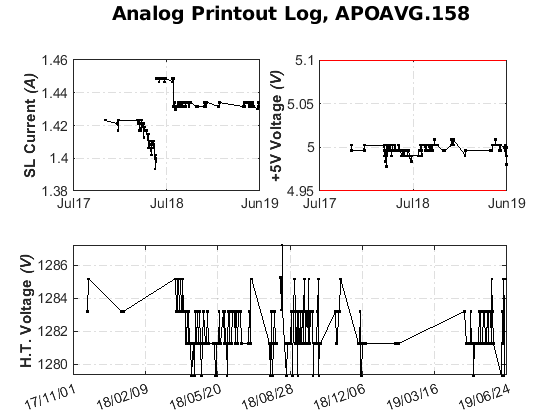 Analog Printout Log, APOAVG.158
SL Current (A)
1.46
1.44
1.42
1.4
1.38
Jul17
Jul18
Jun19
+5V Voltage (V)
5.1
5.05
5
4.95
Jul17
Jul18
Jun19
H.T. Voltage (V)
1286
1284
1282
1280
17/11/01
18/02/09
18/05/20
18/08/28
18/12/06
19/03/16
19/06/24